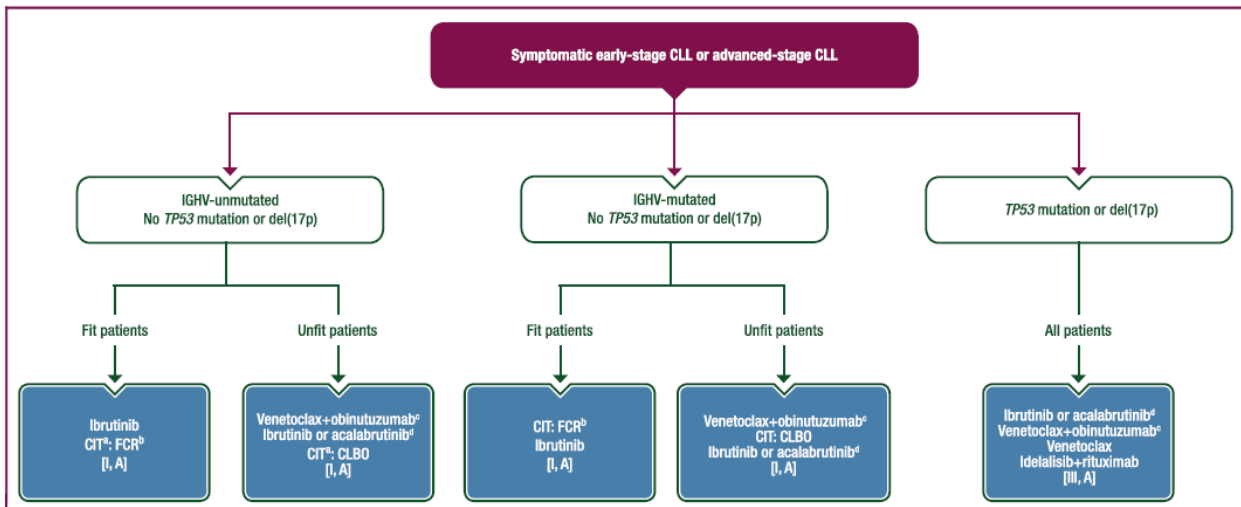 Symptomatic early-stage CLL or advanced-stage CLL
IGHV-unmutated
No TP53 mutation or del(17p)
IGHV-mutated
No TP53 mutation or del(17p)
TP53 mutation or del(17p)
Fit patients
Unfit patients
Fit patients
Unfit patients
All patients
Ibrutinib
CITᵃ: FCRᵇ
[I, A]
Venetoclax+obinutuzumabᶜ
Ibrutinib or acalabrutinibᵈ
CITᵃ: CLBO
[I, A]
CIT: FCRᵇ
Ibrutinib
[I, A]
Venetoclax+obinutuzumabᶜ
CIT: CLBO
Ibrutinib or acalabrutinibᵈ
[I, A]
Ibrutinib or acalabrutinibᵈ
Venetoclax+obinutuzumabᶜ
Venetoclax
Idelalisib+rituximab
[III, A]